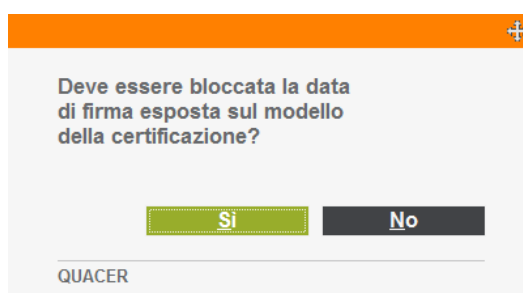 Deve essere bloccata la data
di firma esposta sul modello
della certificazione?
Si No
QUACER